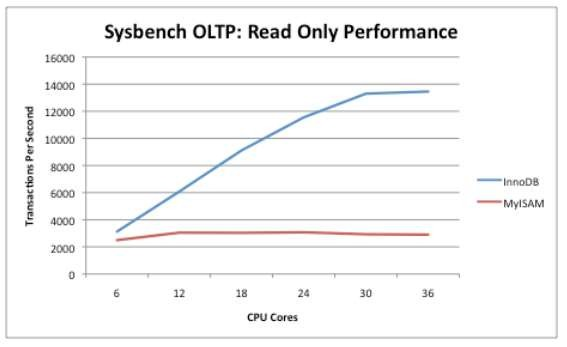 Sysbench OLTP: Read Only Performance
16000
14000
12000
10000
8000
6000
4000
2000
0
Transactions Per Second
InnoDB
MyISAM
6 12 18 24 30 36
CPU Cores